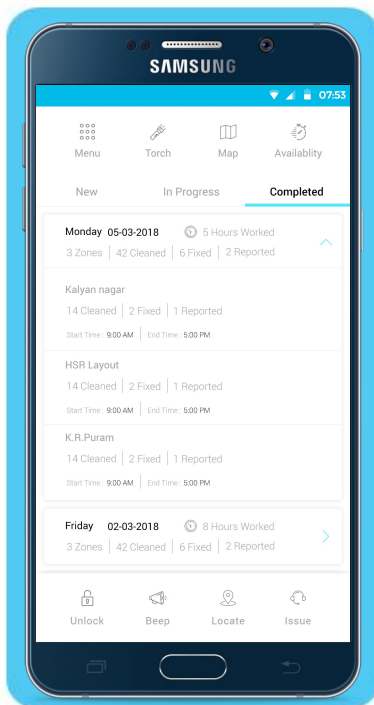 SAMSUNG
07:53
Menu Torch Map Availablity
New In Progress Completed
Monday 05-03-2018 5 Hours Worked
3 Zones | 42 Cleaned | 6 Fixed | 2 Reported
Kalyan nagar
14 Cleaned | 2 Fixed | 1 Reported
Start Time : 9:00 AM | End Time : 5:00 PM
HSR Layout
14 Cleaned | 2 Fixed | 1 Reported
Start Time : 9:00 AM | End Time : 5:00 PM
K.R.Puram
14 Cleaned | 2 Fixed | 1 Reported
Start Time : 9:00 AM | End Time : 5:00 PM
Friday 02-03-2018 8 Hours Worked
3 Zones | 42 Cleaned | 6 Fixed | 2 Reported
Unlock Beep Locate Issue